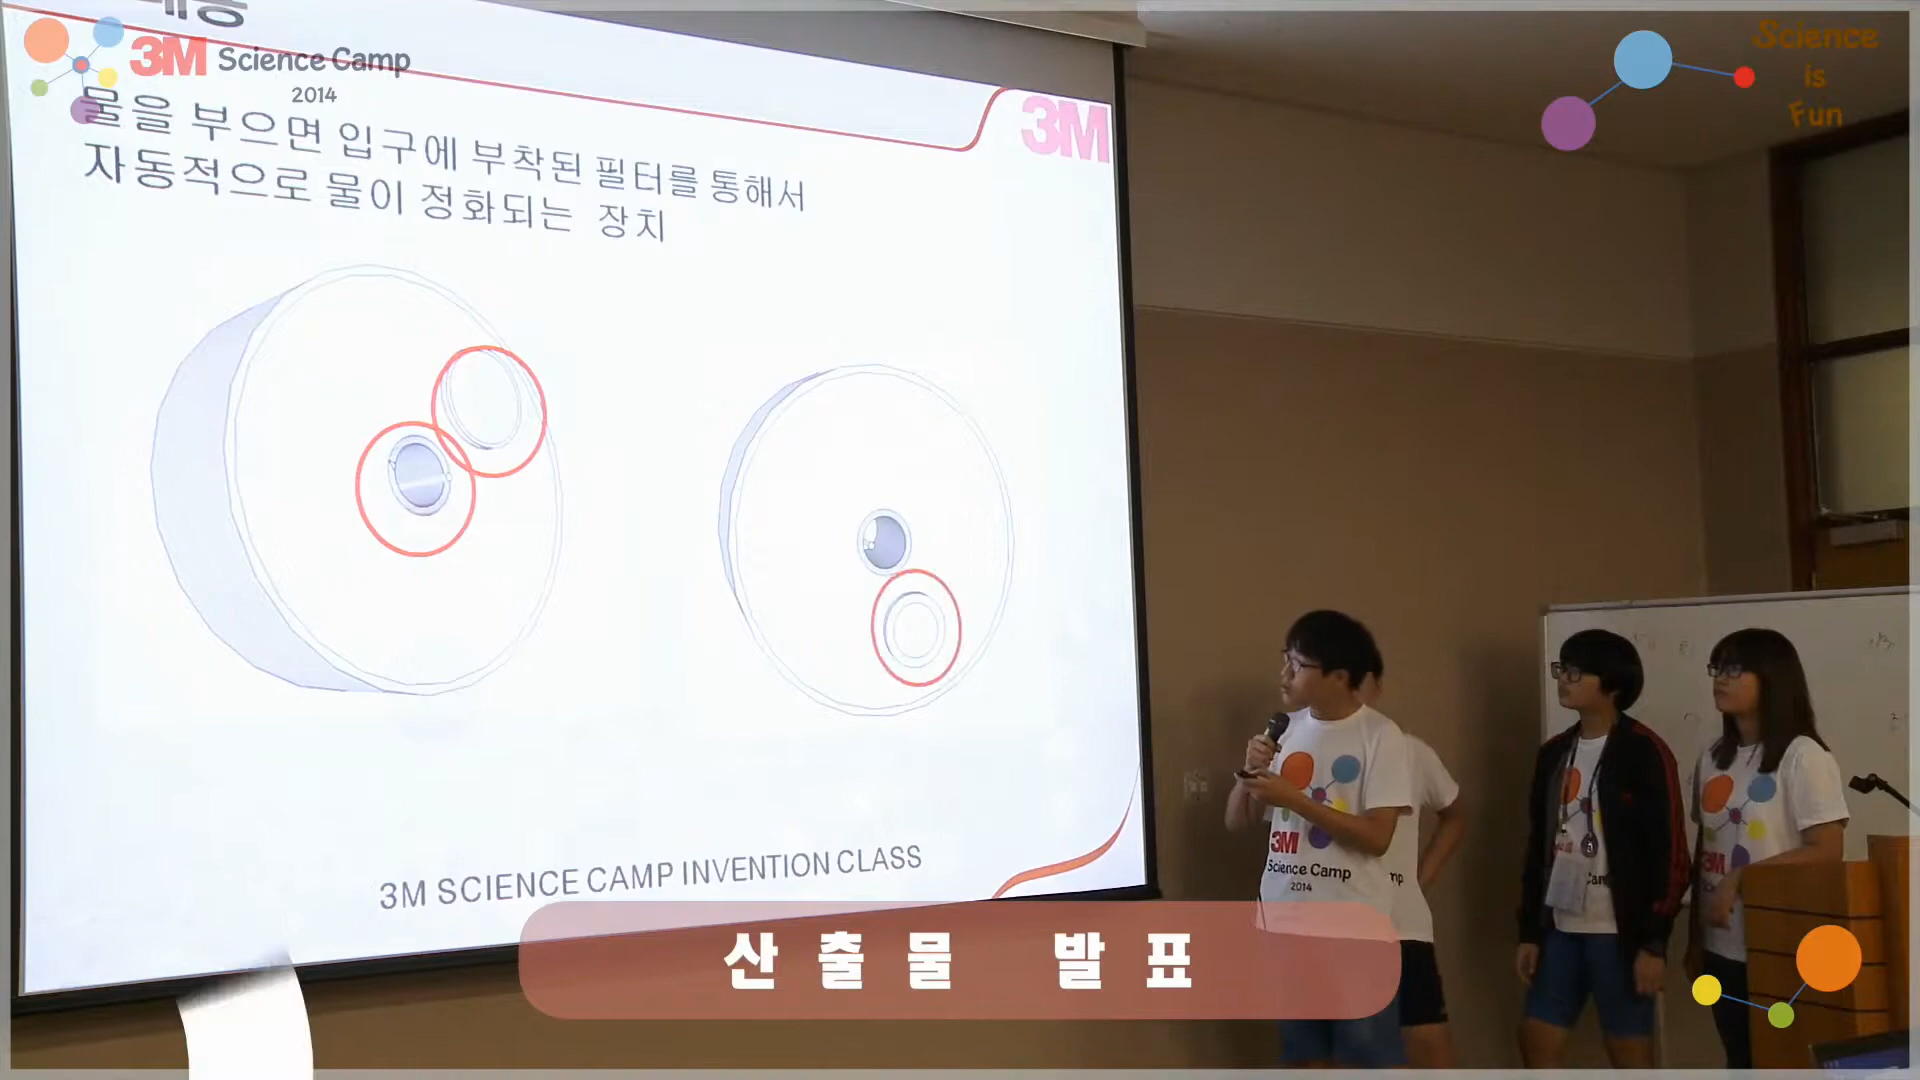 3M Science Camp
2014
Science
is
Fun
3M
물을 부으면 입구에 부착된 필터를 통해서
자동적으로 물이 정화되는 장치
3M SCIENCE CAMP INVENTION CLASS
3M
Science Camp
2014
mp
3M
산출물 발표